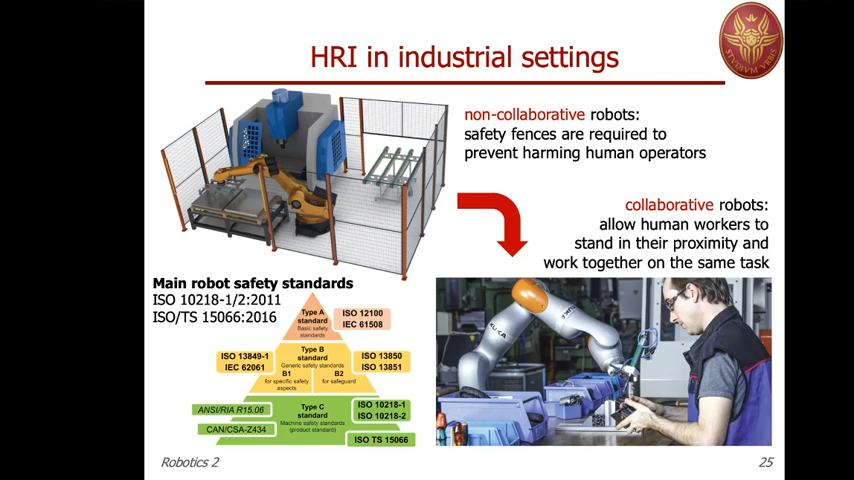 HRI in industrial settings
STVDIVM VRBIS
non-collaborative robots:
safety fences are required to
prevent harming human operators
collaborative robots:
allow human workers to
stand in their proximity and
work together on the same task
Main robot safety standards
ISO 10218-1/2:2011
ISO/TS 15066:2016
Type A
standard
Basic safety
standards
ISO 12100
IEC 61508
ISO 13849-1
IEC 62061
Type B
standard
Generic safety standards
B1
for specific safety
aspects
B2
for safeguard
ISO 13850
ISO 13851
ANSI/RIA R15.06
CAN/CSA-Z434
Type C
standard
Machine safety standards
(product standard)
ISO 10218-1
ISO 10218-2
ISO TS 15066
KUKA
Robotics 2
25